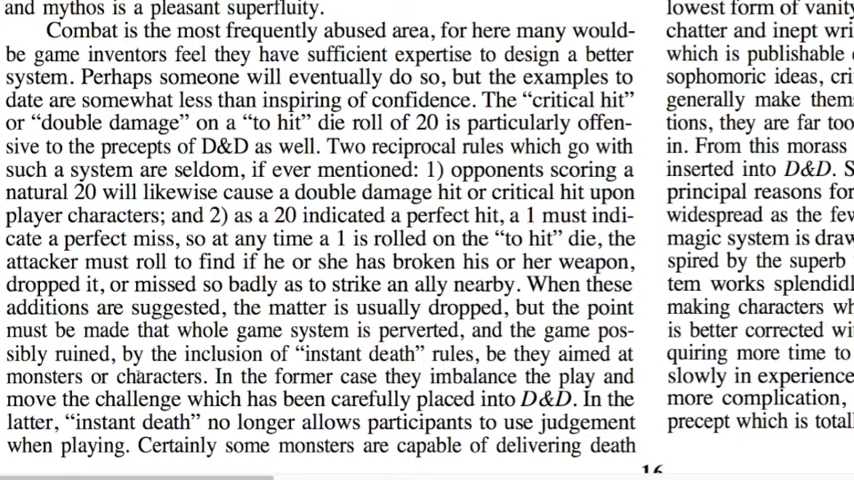 and mythos is a pleasant superfluity.
Combat is the most frequently abused area, for here many would-
be game inventors feel they have sufficient expertise to design a better
system. Perhaps someone will eventually do so, but the examples to
date are somewhat less than inspiring of confidence. The “critical hit”
or “double damage” on a “to hit” die roll of 20 is particularly offen-
sive to the precepts of D&D as well. Two reciprocal rules which go with
such a system are seldom, if ever mentioned: 1) opponents scoring a
natural 20 will likewise cause a double damage hit or critical hit upon
player characters; and 2) as a 20 indicated a perfect hit, a 1 must indi-
cate a perfect miss, so at any time a 1 is rolled on the “to hit” die, the
attacker must roll to find if he or she has broken his or her weapon,
dropped it, or missed so badly as to strike an ally nearby. When these
additions are suggested, the matter is usually dropped, but the point
must be made that whole game system is perverted, and the game pos-
sibly ruined, by the inclusion of “instant death” rules, be they aimed at
monsters or characters. In the former case they imbalance the play and
move the challenge which has been carefully placed into D&D. In the
latter, “instant death” no longer allows participants to use judgement
when playing. Certainly some monsters are capable of delivering death
lowest form of vanity
chatter and inept wri
which is publishable
sophomoric ideas, cri
generally make them
tions, they are far too
in. From this morass
inserted into D&D. S
principal reasons for
widespread as the few
magic system is draw
spired by the superb
tem works splendidl
making characters wh
is better corrected wi
quiring more time to
slowly in experience
more complication,
precept which is total
16